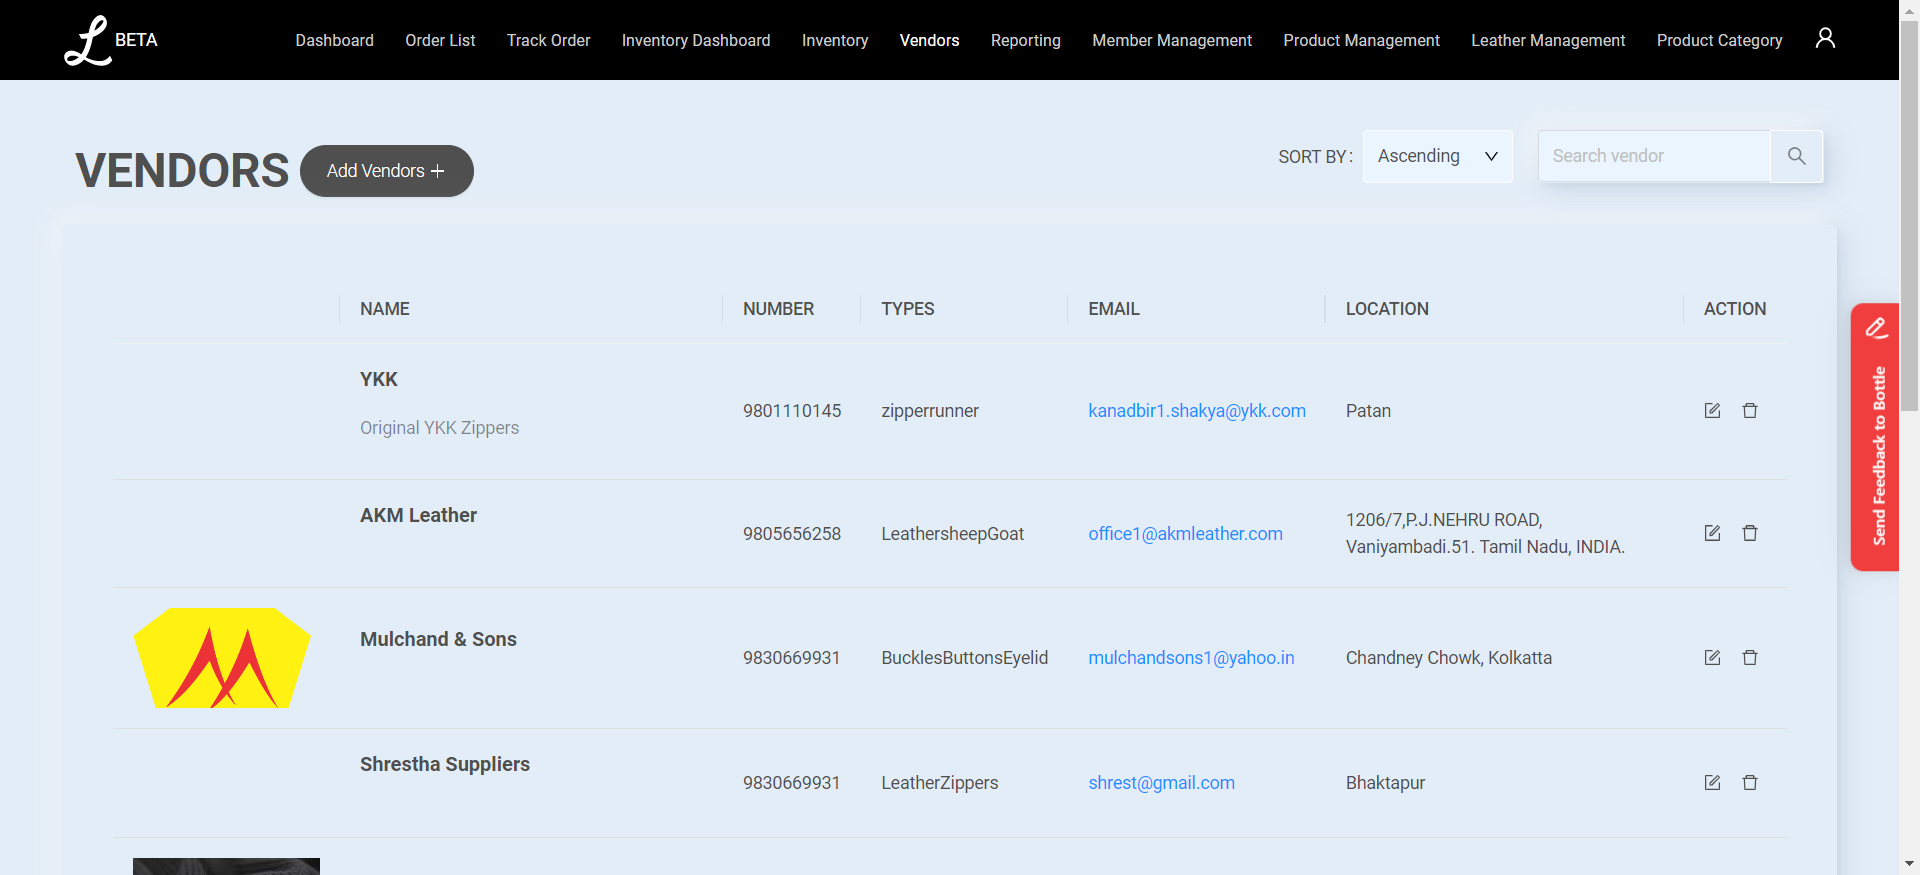 L BETA
Dashboard Order List Track Order Inventory Dashboard Inventory Vendors Reporting Member Management Product Management Leather Management Product Category
VENDORS Add Vendors +
SORT BY : Ascending Search vendor
NAME NUMBER TYPES EMAIL LOCATION ACTION
YKK
Original YKK Zippers
9801110145 zipperrunner kanadbir1.shakya@ykk.com Patan
AKM Leather
9805656258 LeathersheepGoat office1@akmleather.com
1206/7,P.J.NEHRU ROAD,
Vaniyambadi.51. Tamil Nadu, INDIA.
Mulchand & Sons
9830669931 BucklesButtonsEyelid mulchandsons1@yahoo.in Chandney Chowk, Kolkatta
Shrestha Suppliers
9830669931 LeatherZippers shrest@gmail.com Bhaktapur
Send Feedback to Bottle